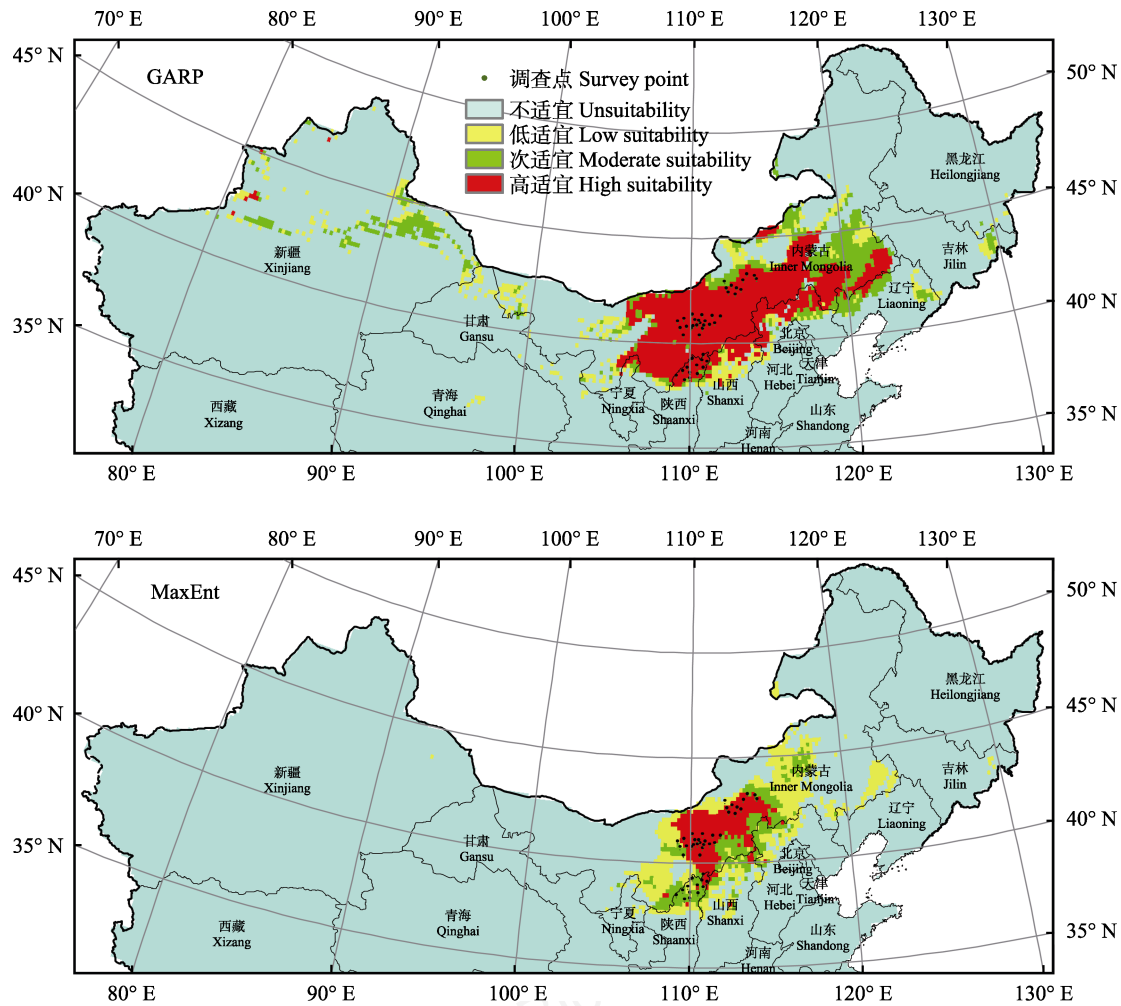 70° E 80° E 90° E 100° E 110° E 120° E 130° E
45° N
40° N
35° N
50° N
45° N
40° N
35° N
GARP
调查点 Survey point
不适宜 Unsuitability
低适宜 Low suitability
次适宜 Moderate suitability
高适宜 High suitability
黑龙江
Heilongjiang
吉林
Jilin
内蒙古
Inner Mongolia
辽宁
Liaoning
新疆
Xinjiang
甘肃
Gansu
北京
Beijing
天津
Tianjin
河北
Hebei
山西
Shanxi
宁夏
Ningxia
陕西
Shaanxi
青海
Qinghai
西藏
Xizang
山东
Shandong
河南
Henan
80° E 90° E 100° E 110° E 120° E 130° E
70° E 80° E 90° E 100° E 110° E 120° E 130° E
45° N
40° N
35° N
50° N
45° N
40° N
35° N
MaxEnt
黑龙江
Heilongjiang
吉林
Jilin
内蒙古
Inner Mongolia
辽宁
Liaoning
新疆
Xinjiang
甘肃
Gansu
北京
Beijing
天津
Tianjin
河北
Hebei
山西
Shanxi
宁夏
Ningxia
陕西
Shaanxi
青海
Qinghai
西藏
Xizang
山东
Shandong
河南
Henan
80° E 90° E 100° E 110° E 120° E 130° E